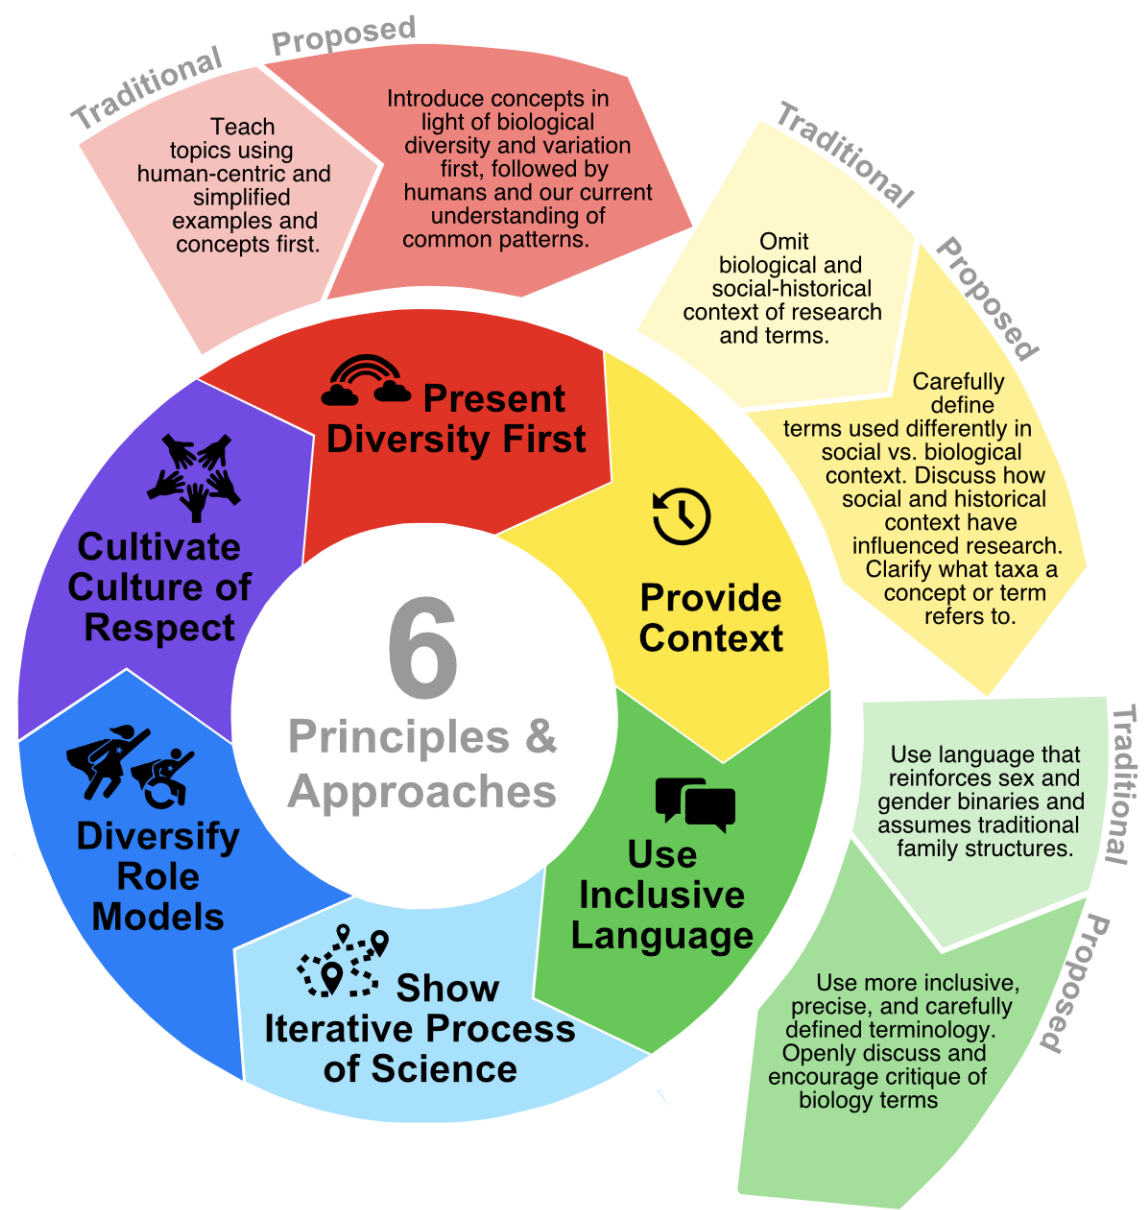 Traditional
Proposed
Teach
topics using
human-centric and
simplified
examples and
concepts first.
Introduce concepts in
light of biological
diversity and variation
first, followed by
humans and our current
understanding of
common patterns.
Traditional
Proposed
Omit
biological and
social-historical
context of research
and terms.
Carefully
define
terms used differently in
social vs. biological
context. Discuss how
social and historical
context have
influenced research.
Clarify what taxa a
concept or term
refers to.
Traditional
Proposed
Use language that
reinforces sex and
gender binaries and
assumes traditional
family structures.
Use more inclusive,
precise, and carefully
defined terminology.
Openly discuss and
encourage critique of
biology terms
Present
Diversity First
Provide
Context
Use
Inclusive
Language
Show
Iterative Process
of Science
Diversify
Role
Models
Cultivate
Culture of
Respect
6
Principles &
Approaches